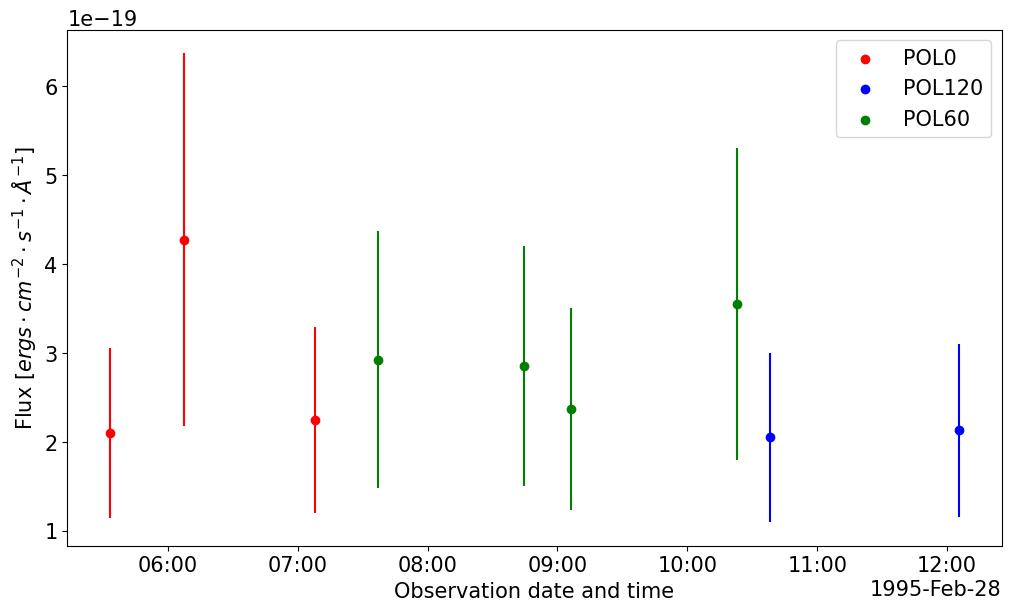 1e−19
Flux [ergs · cm⁻² · s⁻¹ · Å⁻¹]
6
5
4
3
2
1
POL0
POL120
POL60
06:00 07:00 08:00 09:00 10:00 11:00 12:00
Observation date and time
1995-Feb-28